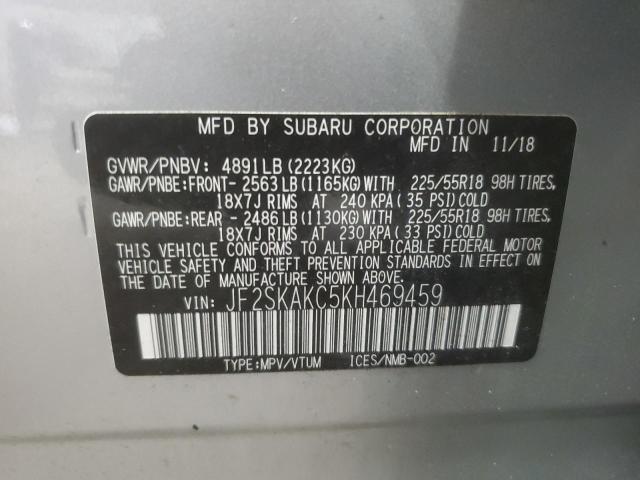 MFD BY SUBARU CORPORATION
MFD IN 11/18
GVWR/PNBV: 4891LB (2223KG)
GAWR/PNBE:FRONT- 2563LB (1165KG)WITH 225/55R18 98H TIRES,
18X7J RIMS AT 240 KPA (35 PSI)COLD
GAWR/PNBE:REAR - 2486LB (1130KG)WITH 225/55R18 98H TIRES,
18X7J RIMS AT 230 KPA (33 PSI)COLD
THIS VEHICLE CONFORMS TO ALL APPLICABLE FEDERAL MOTOR
VEHICLE SAFETY AND THEFT PREVENTION STANDARDS IN EFFECT ON
THE DATE OF MANUFACTURE SHOWN ABOVE.
VIN: JF2SKAKC5KH469459
TYPE:MPV/VTUM ICES/NMB-002